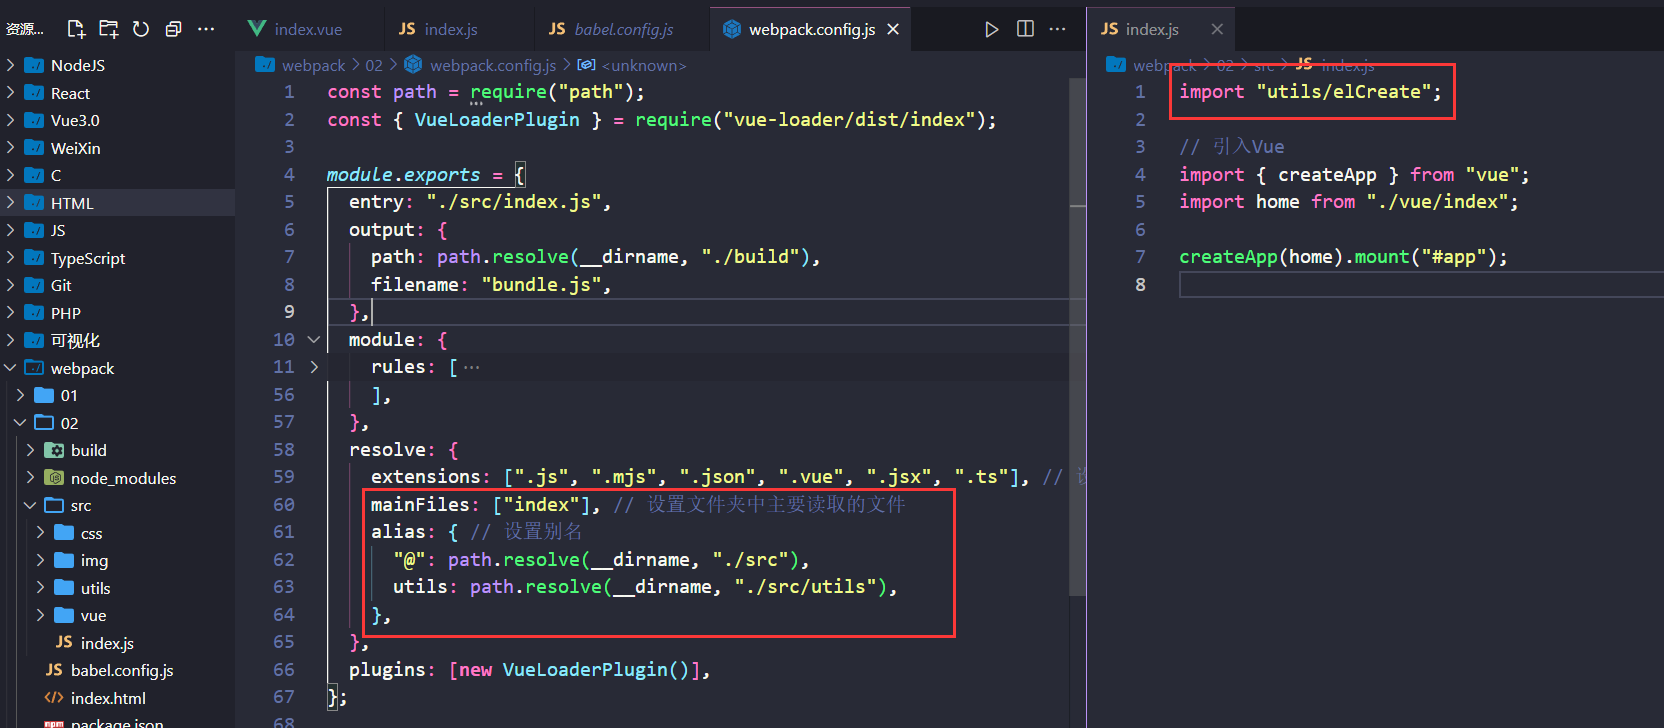 资源...
NodeJS
React
Vue3.0
WeiXin
C
HTML
JS
TypeScript
Git
PHP
可视化
webpack
01
02
build
node_modules
src
css
img
utils
vue
JS index.js
JS babel.config.js
index.html
package.json
index.vue
JS index.js
JS babel.config.js
webpack.config.js
webpack > 02 > webpack.config.js > <unknown>
1 const path = require("path");
2 const { VueLoaderPlugin } = require("vue-loader/dist/index");
3
4 module.exports = {
5 entry: "./src/index.js",
6 output: {
7 path: path.resolve(__dirname, "./build"),
8 filename: "bundle.js",
9 },
10 module: {
11 rules: [ ···
56 ],
57 },
58 resolve: {
59 extensions: [".js", ".mjs", ".json", ".vue", ".jsx", ".ts"], //
60 mainFiles: ["index"], // 设置文件夹中主要读取的文件
61 alias: { // 设置别名
62 "@": path.resolve(__dirname, "./src"),
63 utils: path.resolve(__dirname, "./src/utils"),
64 },
65 },
66 plugins: [new VueLoaderPlugin()],
67 };
68
JS index.js
webpack > 02 > src > JS index.js
1 import "utils/elCreate";
2
3 // 引入Vue
4 import { createApp } from "vue";
5 import home from "./vue/index";
6
7 createApp(home).mount("#app");
8